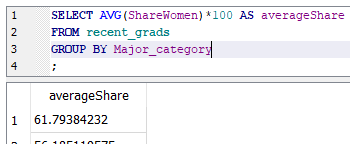 1 SELECT AVG(ShareWomen)*100 AS averageShare
2 FROM recent_grads
3 GROUP BY Major_category
4 ;
averageShare
1 61.79384232